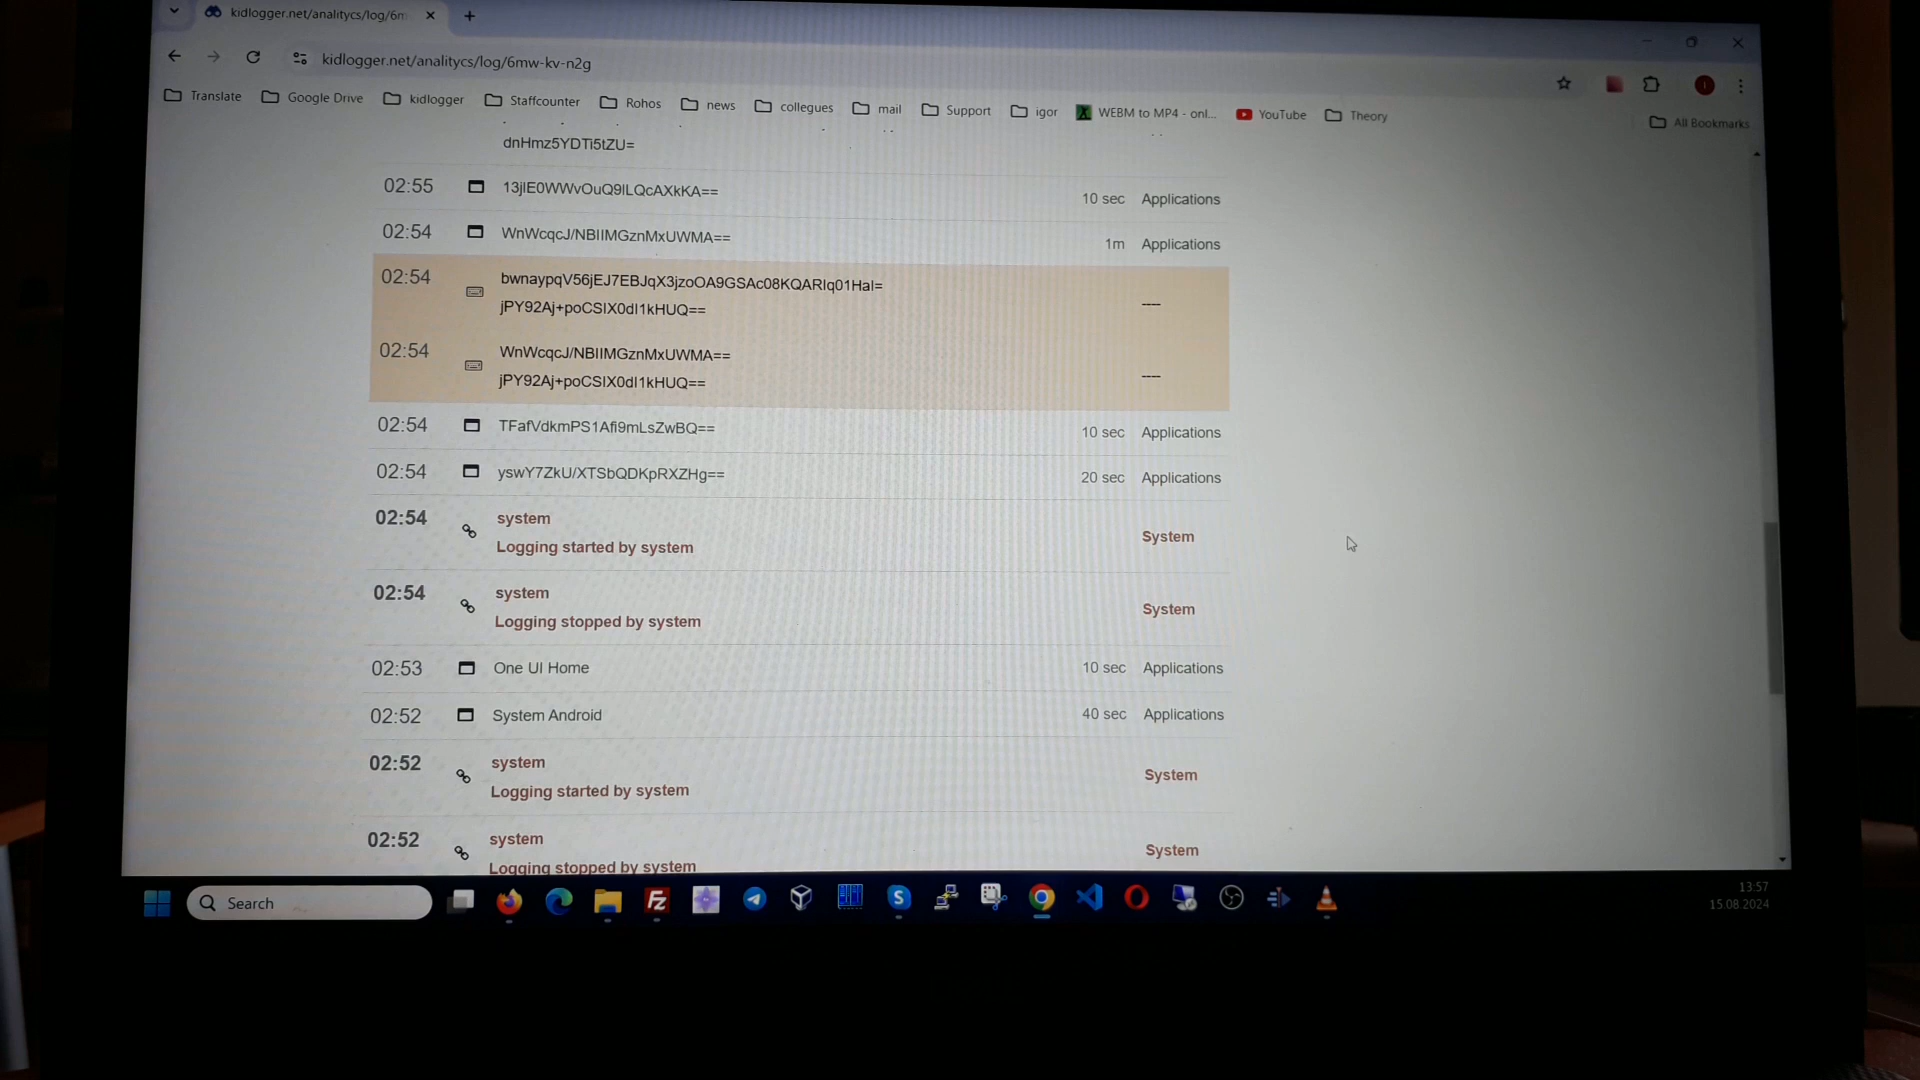 kidlogger.net/analitycs/log/6m
kidlogger.net/analitycs/log/6mw-kv-n2g
Translate Google Drive kidlogger Staffcounter Rohos news collegues mail Support igor WEBM to MP4 - onl... YouTube Theory
All Bookmarks
dnHmz5YDTi5tZU=
02:55 13jlE0WWvOuQ9lLQcAXkKA== 10 sec Applications
02:54 WnWcqcJ/NBIIMGznMxUWMA== 1m Applications
02:54 bwnaypqV56jEJ7EBJqX3jzoOA9GSAc08KQARIq01HaI=
jPY92Aj+poCSIX0dI1kHUQ== ----
02:54 WnWcqcJ/NBIIMGznMxUWMA==
jPY92Aj+poCSIX0dI1kHUQ== ----
02:54 TFafVdkmPS1Afi9mLsZwBQ== 10 sec Applications
02:54 yswY7ZkU/XTSbQDKpRXZHg== 20 sec Applications
02:54 system
Logging started by system System
02:54 system
Logging stopped by system System
02:53 One UI Home 10 sec Applications
02:52 System Android 40 sec Applications
02:52 system
Logging started by system System
02:52 system
Logging stopped by system System
Search
13:57
15.08.2024